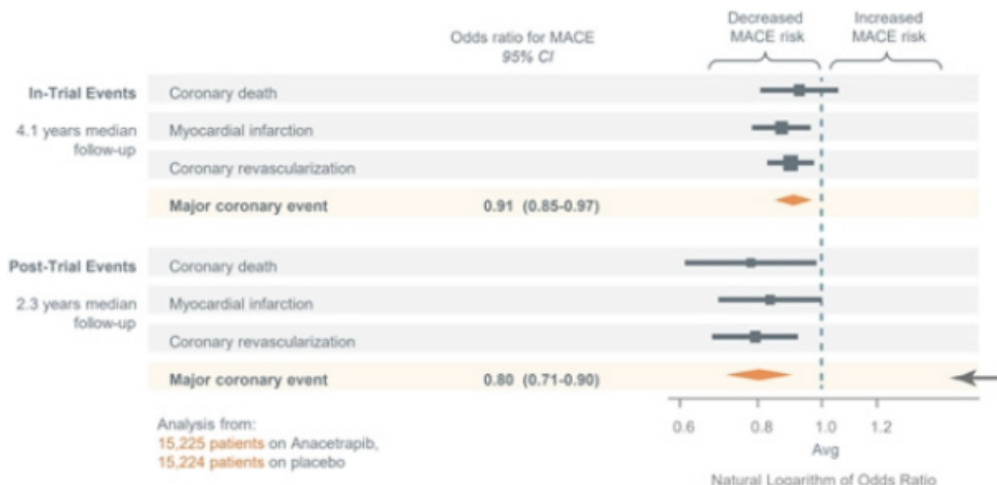 Odds ratio for MACE
95% CI
Decreased
MACE risk
Increased
MACE risk
In-Trial Events
4.1 years median
follow-up
Coronary death
Myocardial infarction
Coronary revascularization
Major coronary event 0.91 (0.85-0.97)
Post-Trial Events
2.3 years median
follow-up
Coronary death
Myocardial infarction
Coronary revascularization
Major coronary event 0.80 (0.71-0.90)
0.6 0.8 1.0 1.2
Avg
Natural Logarithm of Odds Ratio
Analysis from:
15,225 patients on Anacetrapib,
15,224 patients on placebo